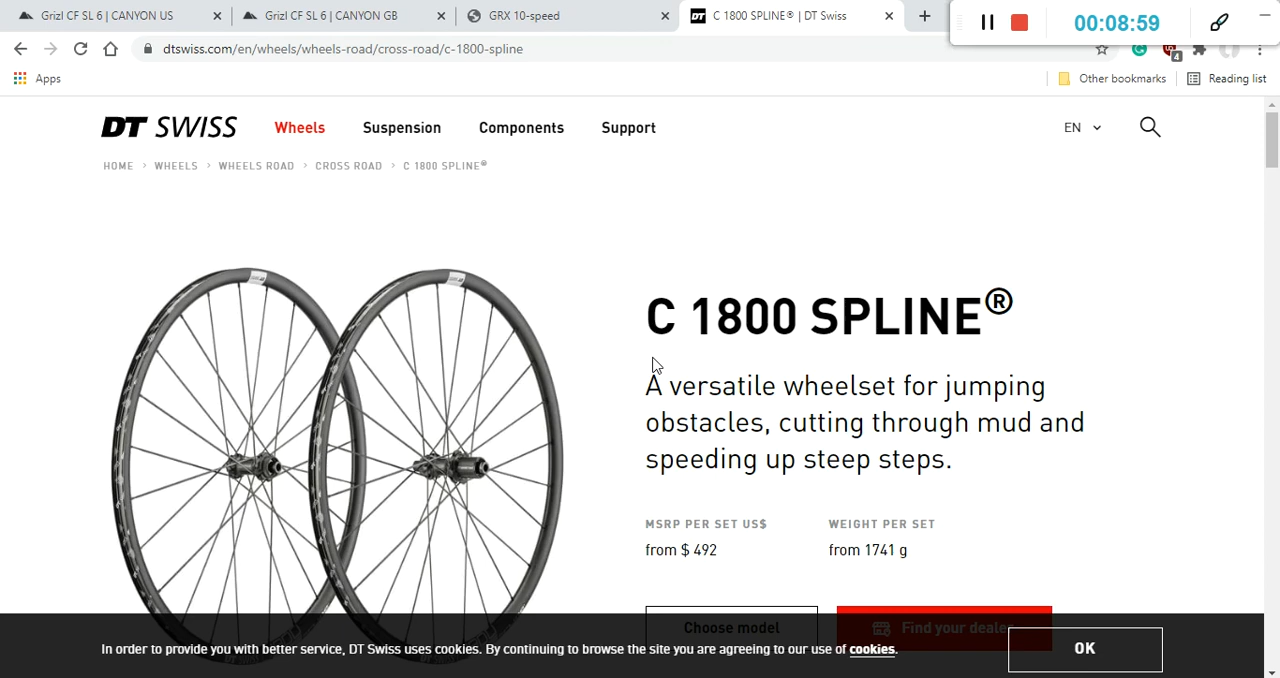 Grizl CF SL 6 | CANYON US
Grizl CF SL 6 | CANYON GB
GRX 10-speed
DT C 1800 SPLINE® | DT Swiss
00:08:59
dtswiss.com/en/wheels/wheels-road/cross-road/c-1800-spline
4
Apps
Other bookmarks
Reading list
DT SWISS
Wheels
Suspension
Components
Support
EN
HOME > WHEELS > WHEELS ROAD > CROSS ROAD > C 1800 SPLINE®
C 1800 SPLINE®
A versatile wheelset for jumping
obstacles, cutting through mud and
speeding up steep steps.
MSRP PER SET US$
WEIGHT PER SET
from $ 492
from 1741 g
Choose model
Find your dealer
In order to provide you with better service, DT Swiss uses cookies. By continuing to browse the site you are agreeing to our use of cookies.
OK